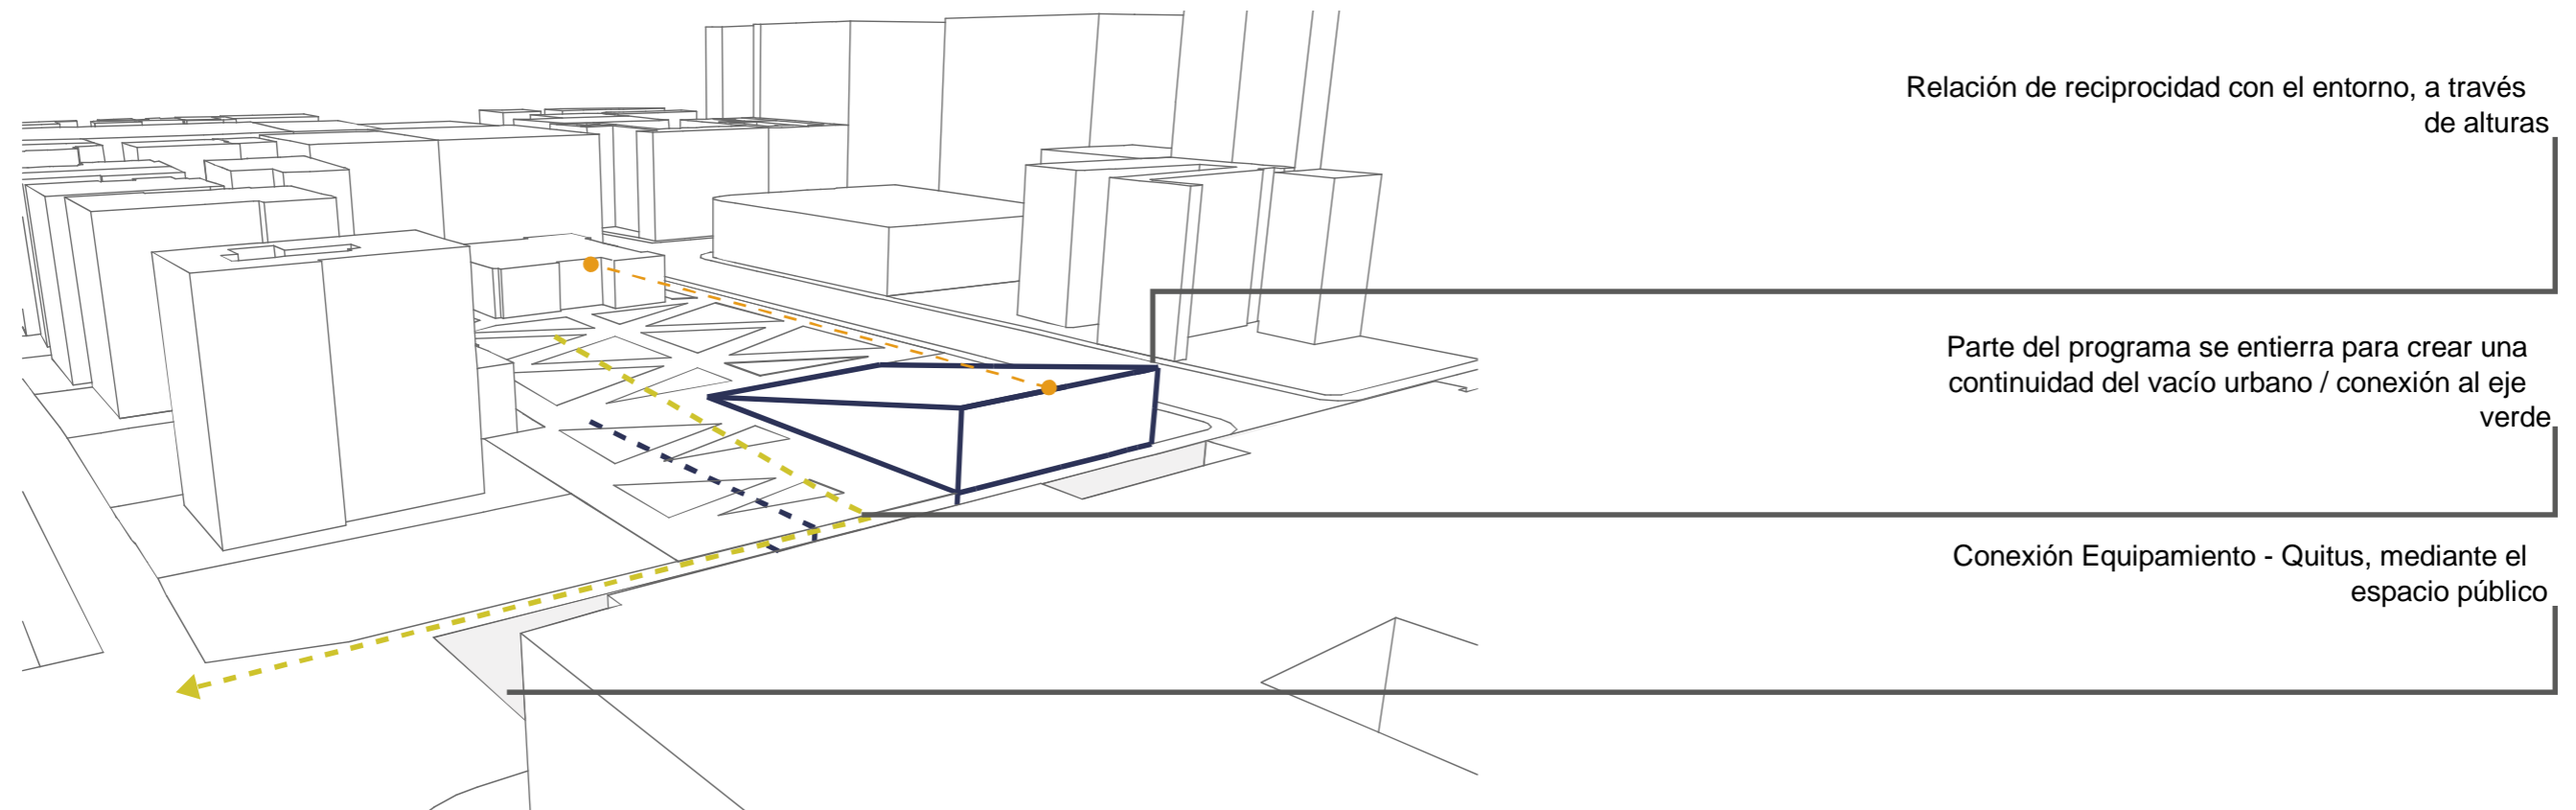 Relación de reciprocidad con el entorno, a través
de alturas
Parte del programa se entierra para crear una
continuidad del vacío urbano / conexión al eje
verde
Conexión Equipamiento - Quitus, mediante el
espacio público